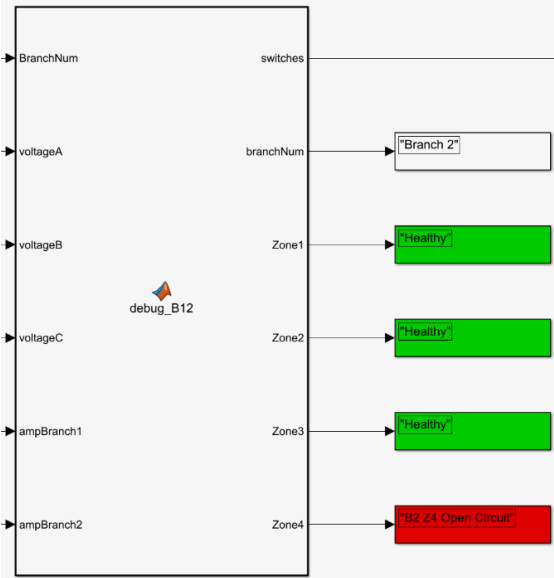 BranchNum
switches
voltageA
branchNum
"Branch 2"
voltageB
Zone1
"Healthy"
debug_B12
voltageC
Zone2
"Healthy"
ampBranch1
Zone3
"Healthy"
ampBranch2
Zone4
"B2 Z4 Open Circuit"